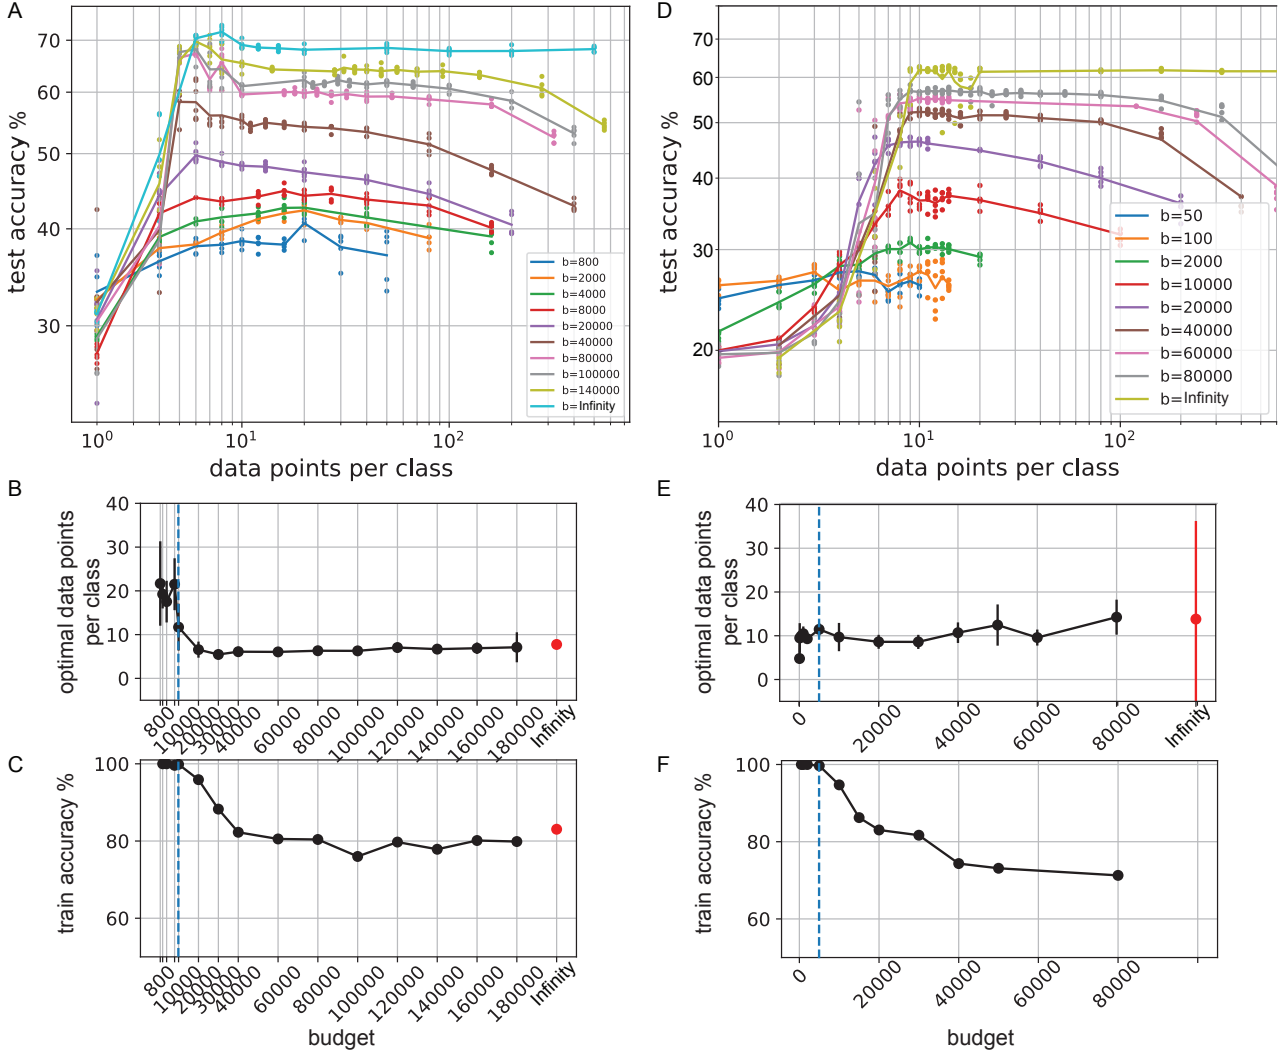 A
test accuracy %
70
60
50
40
30
10^0
10^1
10^2
data points per class
b=800
b=2000
b=4000
b=8000
b=20000
b=40000
b=80000
b=100000
b=140000
b=Infinity
D
test accuracy %
70
60
50
40
30
20
10^0
10^1
10^2
data points per class
b=50
b=100
b=2000
b=10000
b=20000
b=40000
b=60000
b=80000
b=Infinity
B
optimal data points
per class
40
30
20
10
0
800
10000
20000
30000
40000
60000
80000
100000
120000
140000
160000
180000
Infinity
E
optimal data points
per class
40
30
20
10
0
0
20000
40000
60000
80000
Infinity
C
train accuracy %
100
80
60
800
10000
20000
30000
40000
60000
80000
100000
120000
140000
160000
180000
Infinity
budget
F
train accuracy %
100
80
60
0
20000
40000
60000
80000
budget